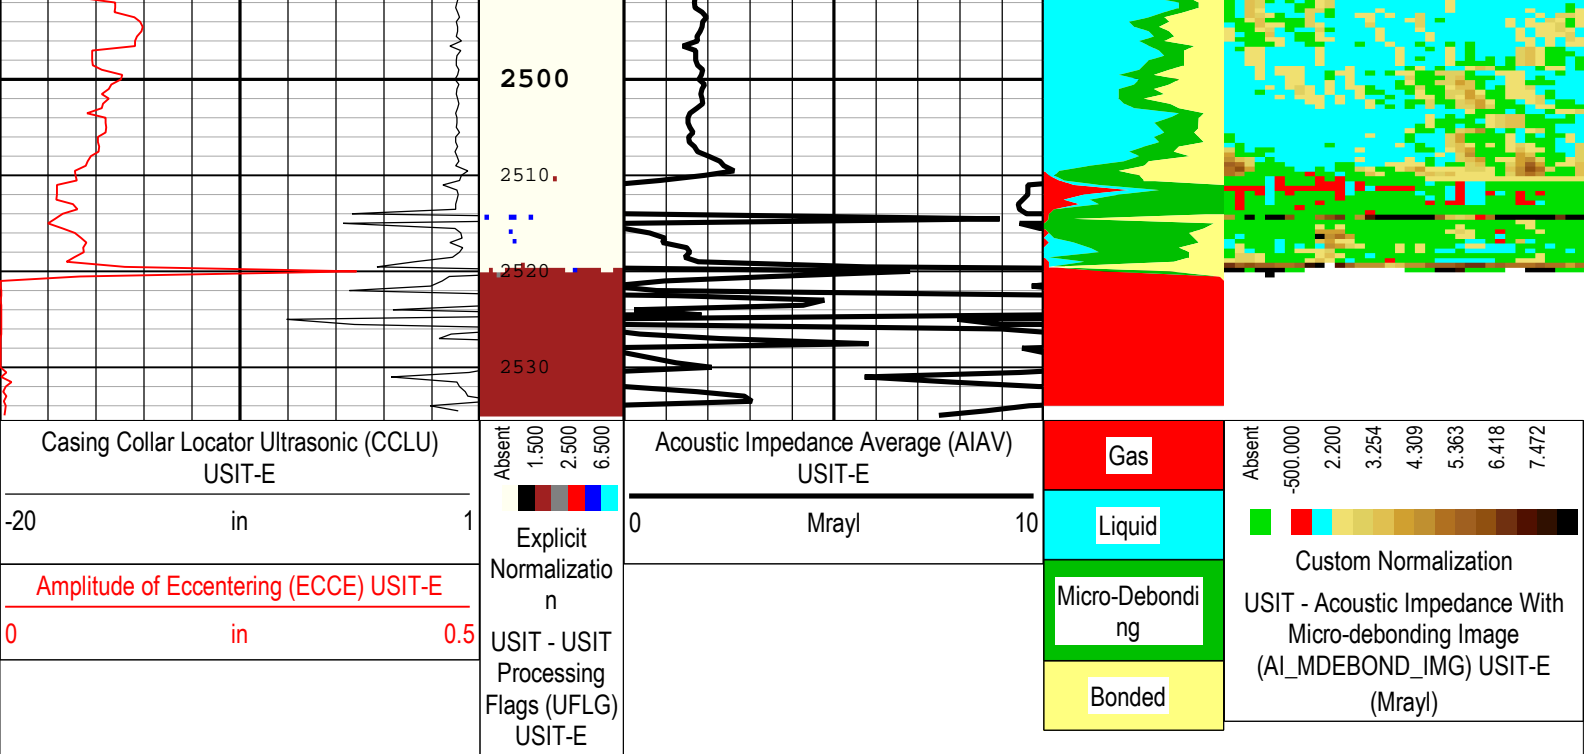 2500
2510
2520
2530
Casing Collar Locator Ultrasonic (CCLU)
USIT-E
-20 in 1
Amplitude of Eccentering (ECCE) USIT-E
0 in 0.5
Absent
1.500
2.500
6.500
Explicit
Normalizatio
n
USIT - USIT
Processing
Flags (UFLG)
USIT-E
Acoustic Impedance Average (AIAV)
USIT-E
0 Mrayl 10
Gas
Liquid
Micro-Debondi
ng
Bonded
Absent
-500.000
2.200
3.254
4.309
5.363
6.418
7.472
Custom Normalization
USIT - Acoustic Impedance With
Micro-debonding Image
(AI_MDEBOND_IMG) USIT-E
(Mrayl)